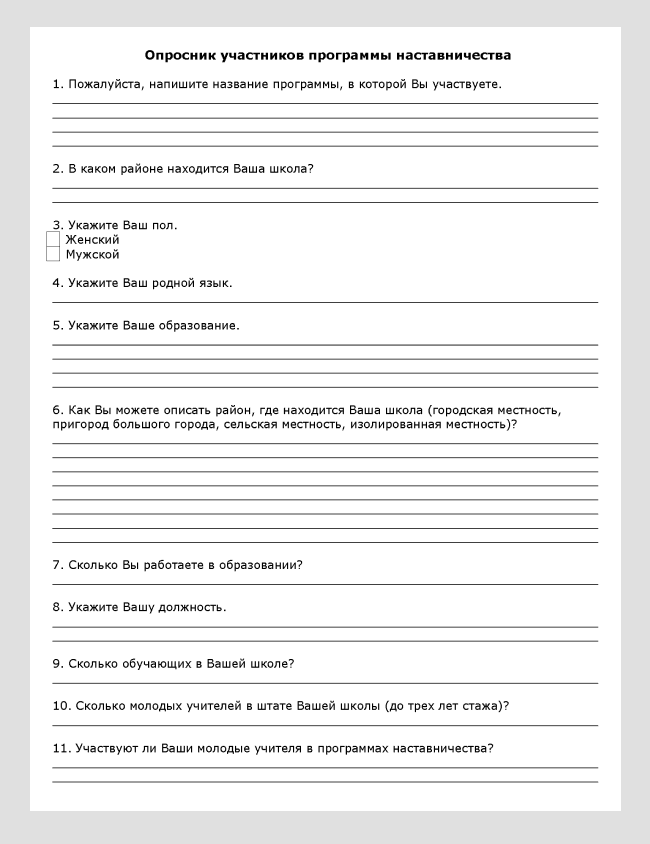 Опросник участников программы наставничества
1. Пожалуйста, напишите название программы, в которой Вы участвуете.
2. В каком районе находится Ваша школа?
3. Укажите Ваш пол.
Женский
Мужской
4. Укажите Ваш родной язык.
5. Укажите Ваше образование.
6. Как Вы можете описать район, где находится Ваша школа (городская местность,
пригород большого города, сельская местность, изолированная местность)?
7. Сколько Вы работаете в образовании?
8. Укажите Вашу должность.
9. Сколько обучающих в Вашей школе?
10. Сколько молодых учителей в штате Вашей школы (до трех лет стажа)?
11. Участвуют ли Ваши молодые учителя в программах наставничества?